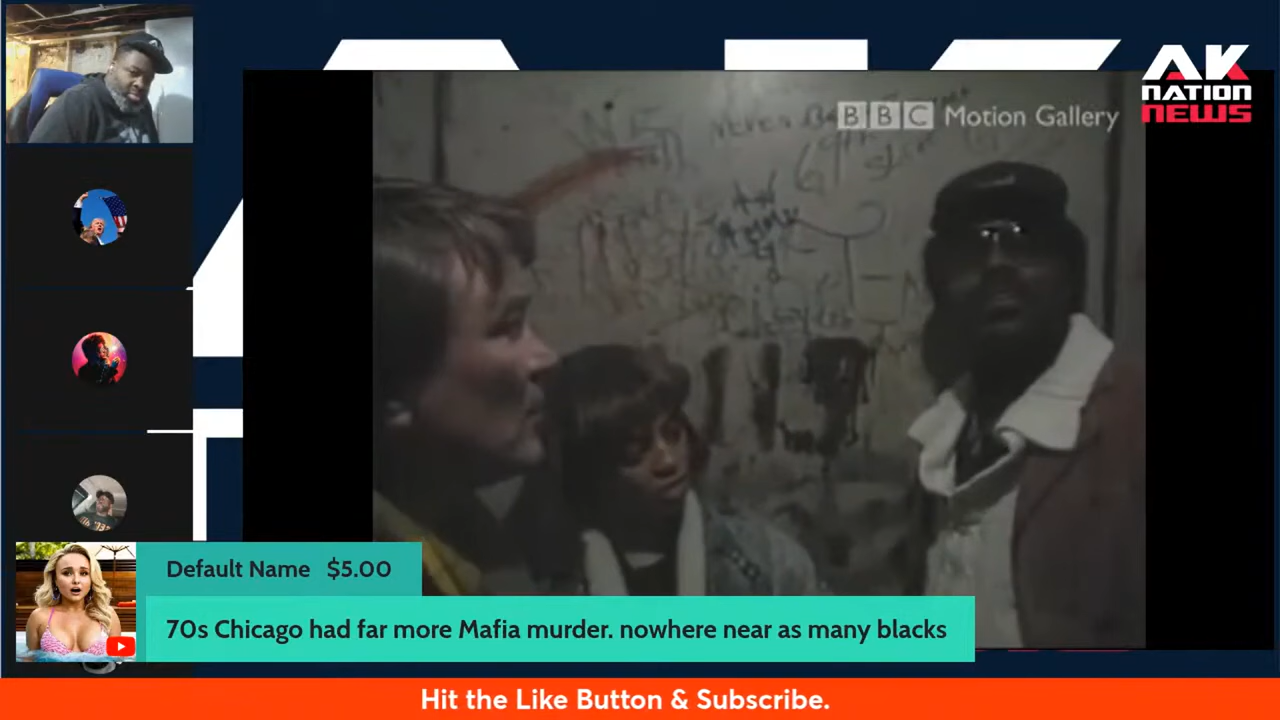 AK
NATION
NEWS
BBC Motion Gallery
NEVER
Default Name $5.00
70s Chicago had far more Mafia murder. nowhere near as many blacks
Hit the Like Button & Subscribe.